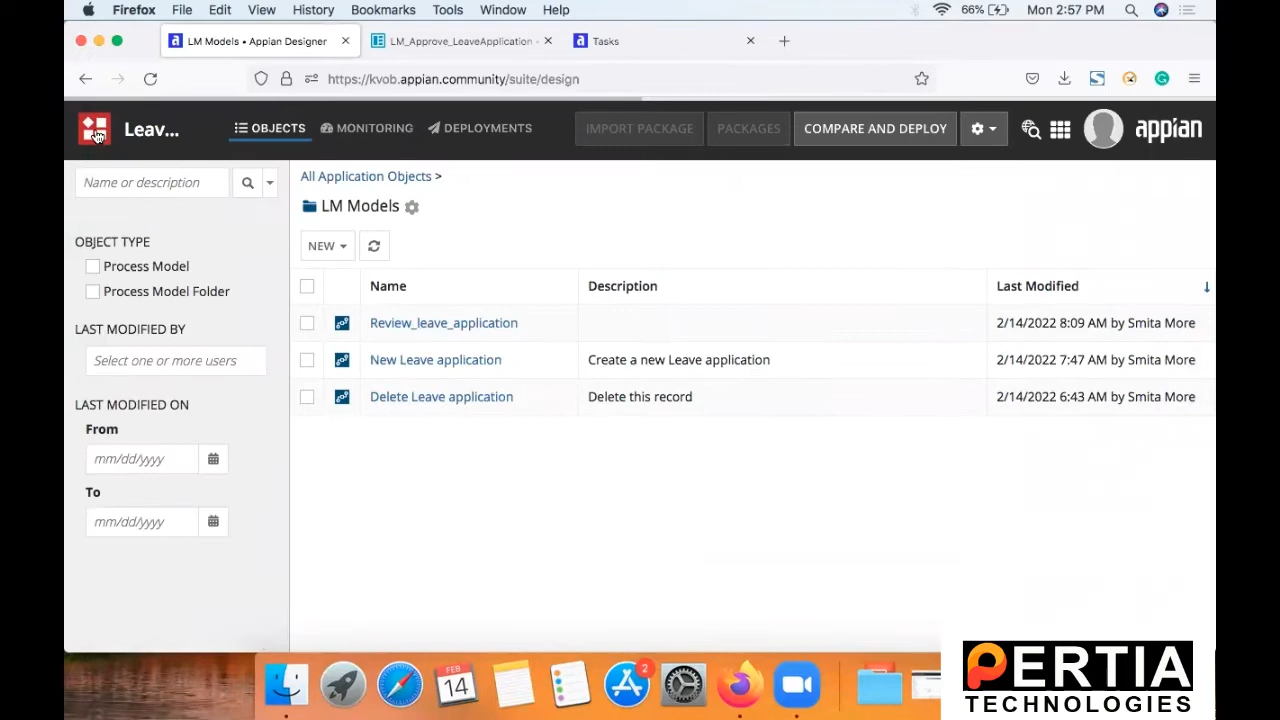 Firefox File Edit View History Bookmarks Tools Window Help 66% Mon 2:57 PM
LM Models • Appian Designer LM_Approve_LeaveApplication - Tasks
https://kvob.appian.community/suite/design
Leav... OBJECTS MONITORING DEPLOYMENTS IMPORT PACKAGE PACKAGES COMPARE AND DEPLOY appian
Name or description
All Application Objects >
LM Models
NEW
OBJECT TYPE
Process Model
Process Model Folder
LAST MODIFIED BY
Select one or more users
LAST MODIFIED ON
From
mm/dd/yyyy
To
mm/dd/yyyy
Name Description Last Modified
Review_leave_application 2/14/2022 8:09 AM by Smita More
New Leave application Create a new Leave application 2/14/2022 7:47 AM by Smita More
Delete Leave application Delete this record 2/14/2022 6:43 AM by Smita More
FEB
14
2
PERTIA
TECHNOLOGIES